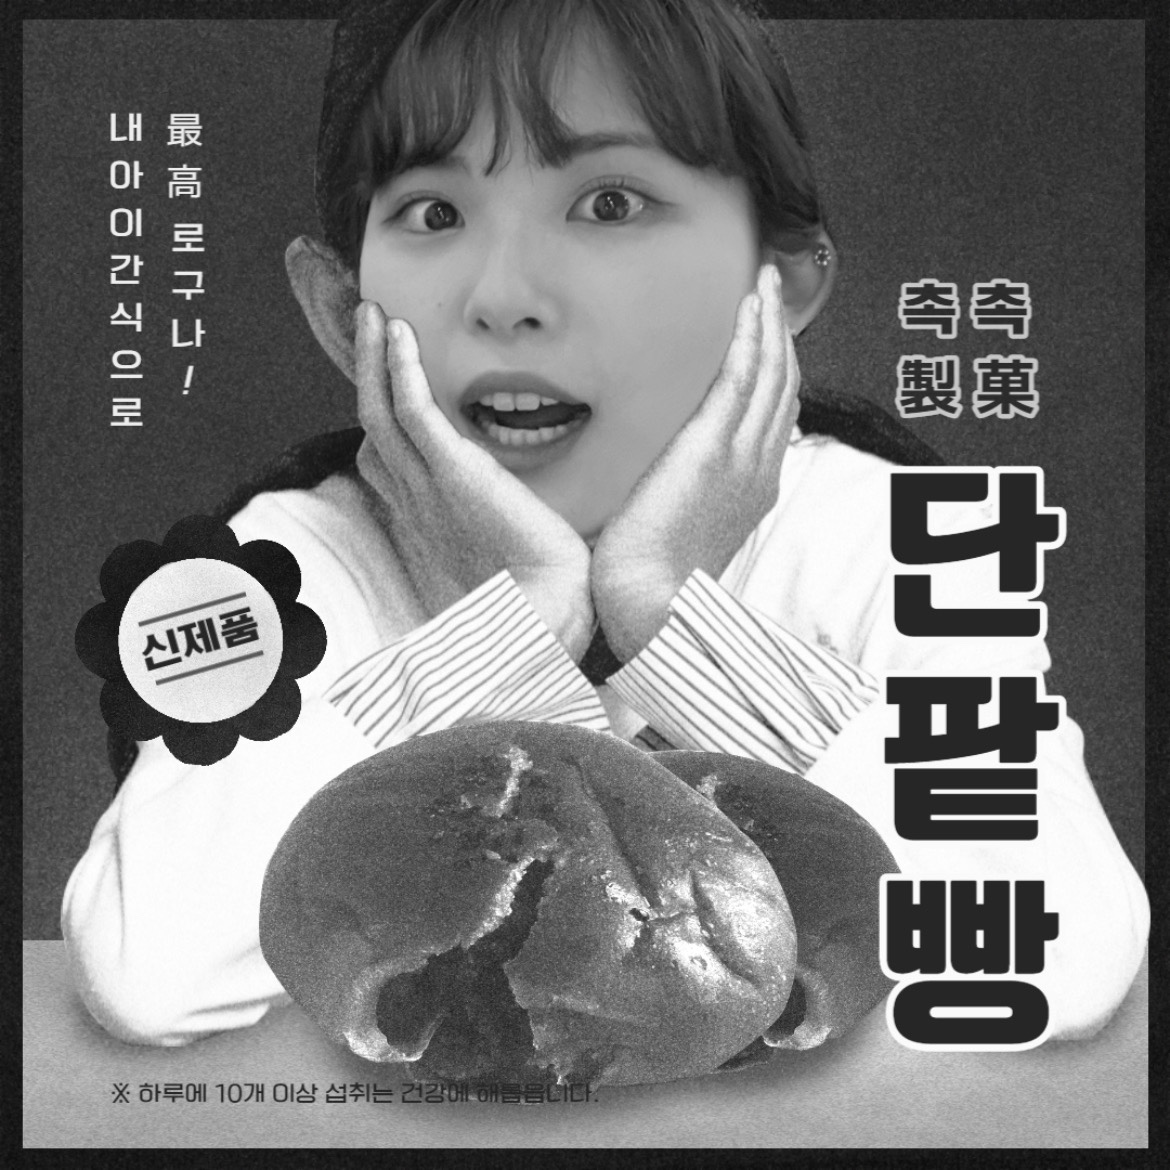 내아이간식으로
最高로구나!
촉촉
製菓
단팥빵
신제품
※ 하루에 10개 이상 섭취는 건강에 해롭읍니다.